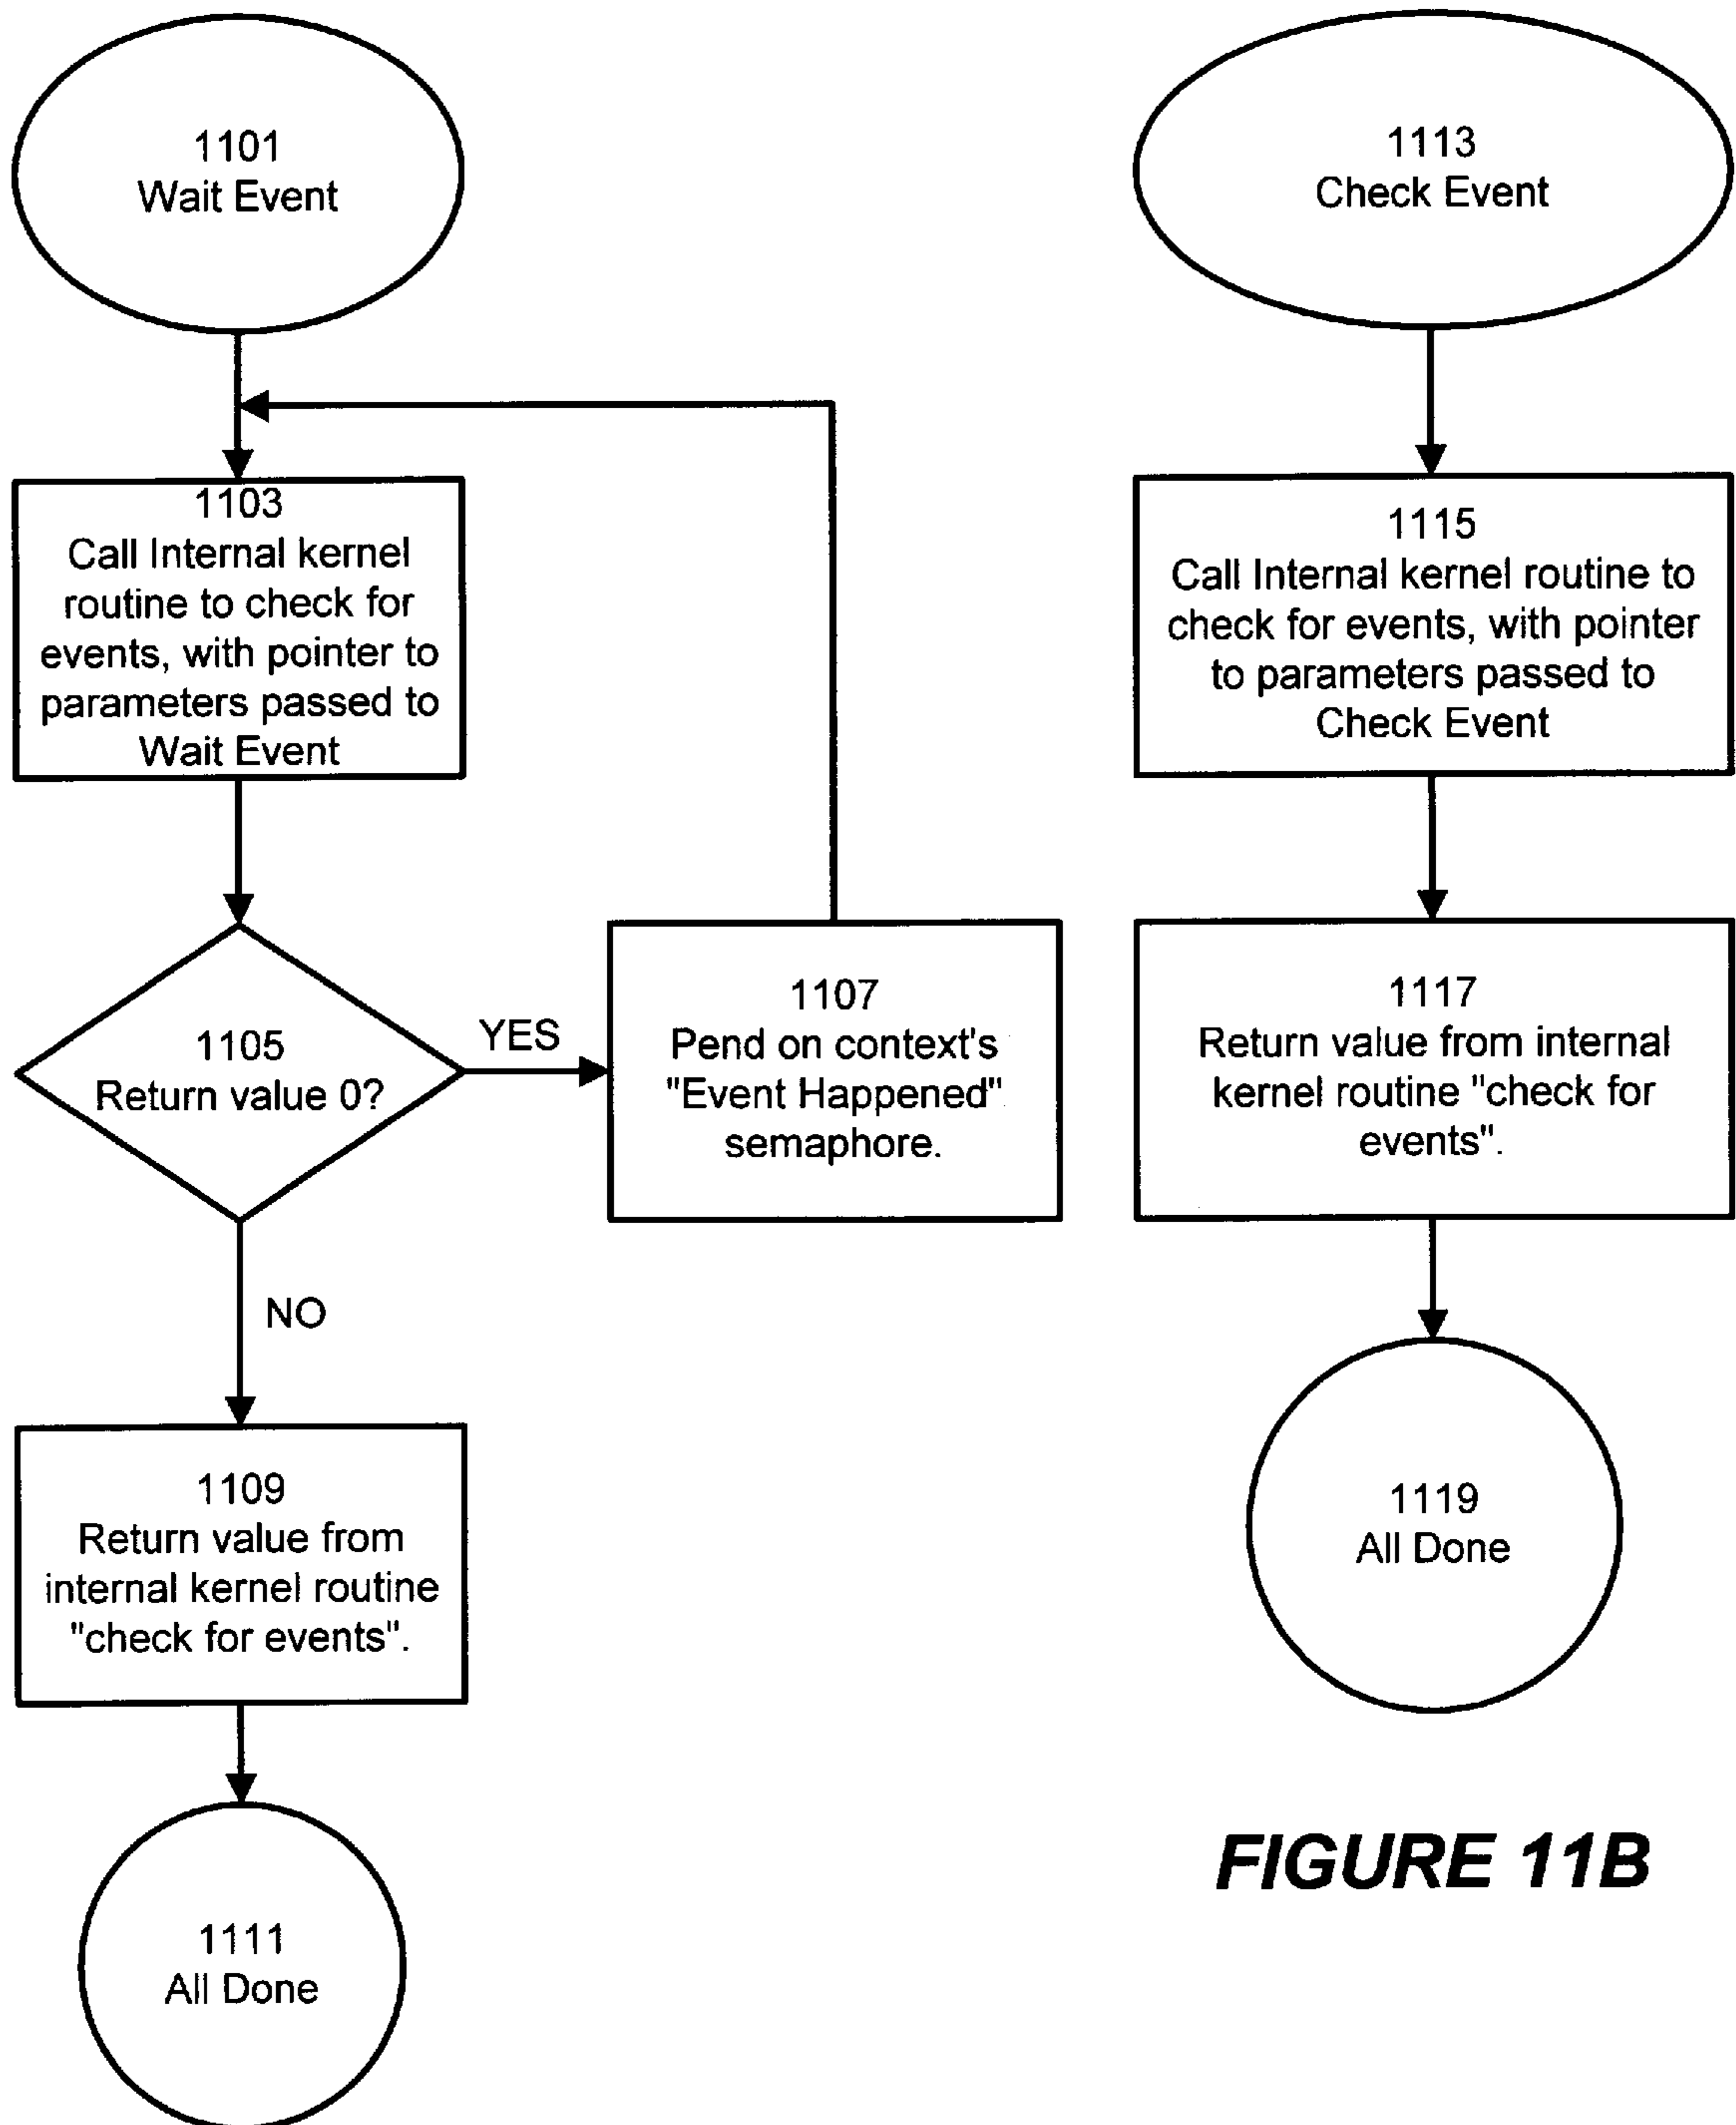 1101
Wait Event
1103
Call Internal kernel
routine to check for
events, with pointer to
parameters passed to
Wait Event
1105
Return value 0?
YES
1107
Pend on context's
"Event Happened"
semaphore.
NO
1109
Return value from
internal kernel routine
"check for events".
1111
All Done
1113
Check Event
1115
Call Internal kernel routine to
check for events, with pointer
to parameters passed to
Check Event
1117
Return value from internal
kernel routine "check for
events".
1119
All Done
FIGURE 11B